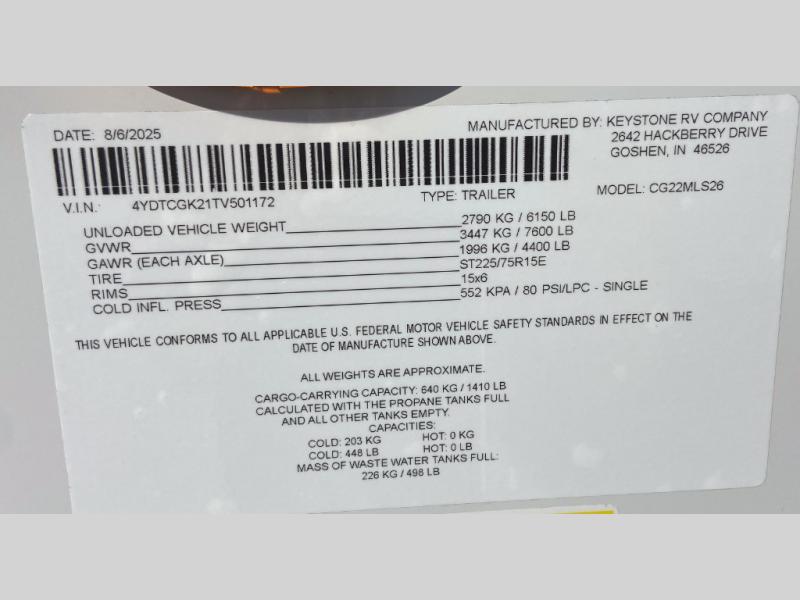 DATE: 8/6/2025
MANUFACTURED BY: KEYSTONE RV COMPANY
2642 HACKBERRY DRIVE
GOSHEN, IN 46526
V.I.N.: 4YDTCGK21TV501172
TYPE: TRAILER
MODEL: CG22MLS26
UNLOADED VEHICLE WEIGHT 2790 KG / 6150 LB
GVWR 3447 KG / 7600 LB
GAWR (EACH AXLE) 1996 KG / 4400 LB
TIRE ST225/75R15E
RIMS 15x6
COLD INFL. PRESS 552 KPA / 80 PSI/LPC - SINGLE
THIS VEHICLE CONFORMS TO ALL APPLICABLE U.S. FEDERAL MOTOR VEHICLE SAFETY STANDARDS IN EFFECT ON THE
DATE OF MANUFACTURE SHOWN ABOVE.
ALL WEIGHTS ARE APPROXIMATE.
CARGO-CARRYING CAPACITY: 640 KG / 1410 LB
CALCULATED WITH THE PROPANE TANKS FULL
AND ALL OTHER TANKS EMPTY.
CAPACITIES:
COLD: 203 KG HOT: 0 KG
COLD: 448 LB HOT: 0 LB
MASS OF WASTE WATER TANKS FULL:
226 KG / 498 LB